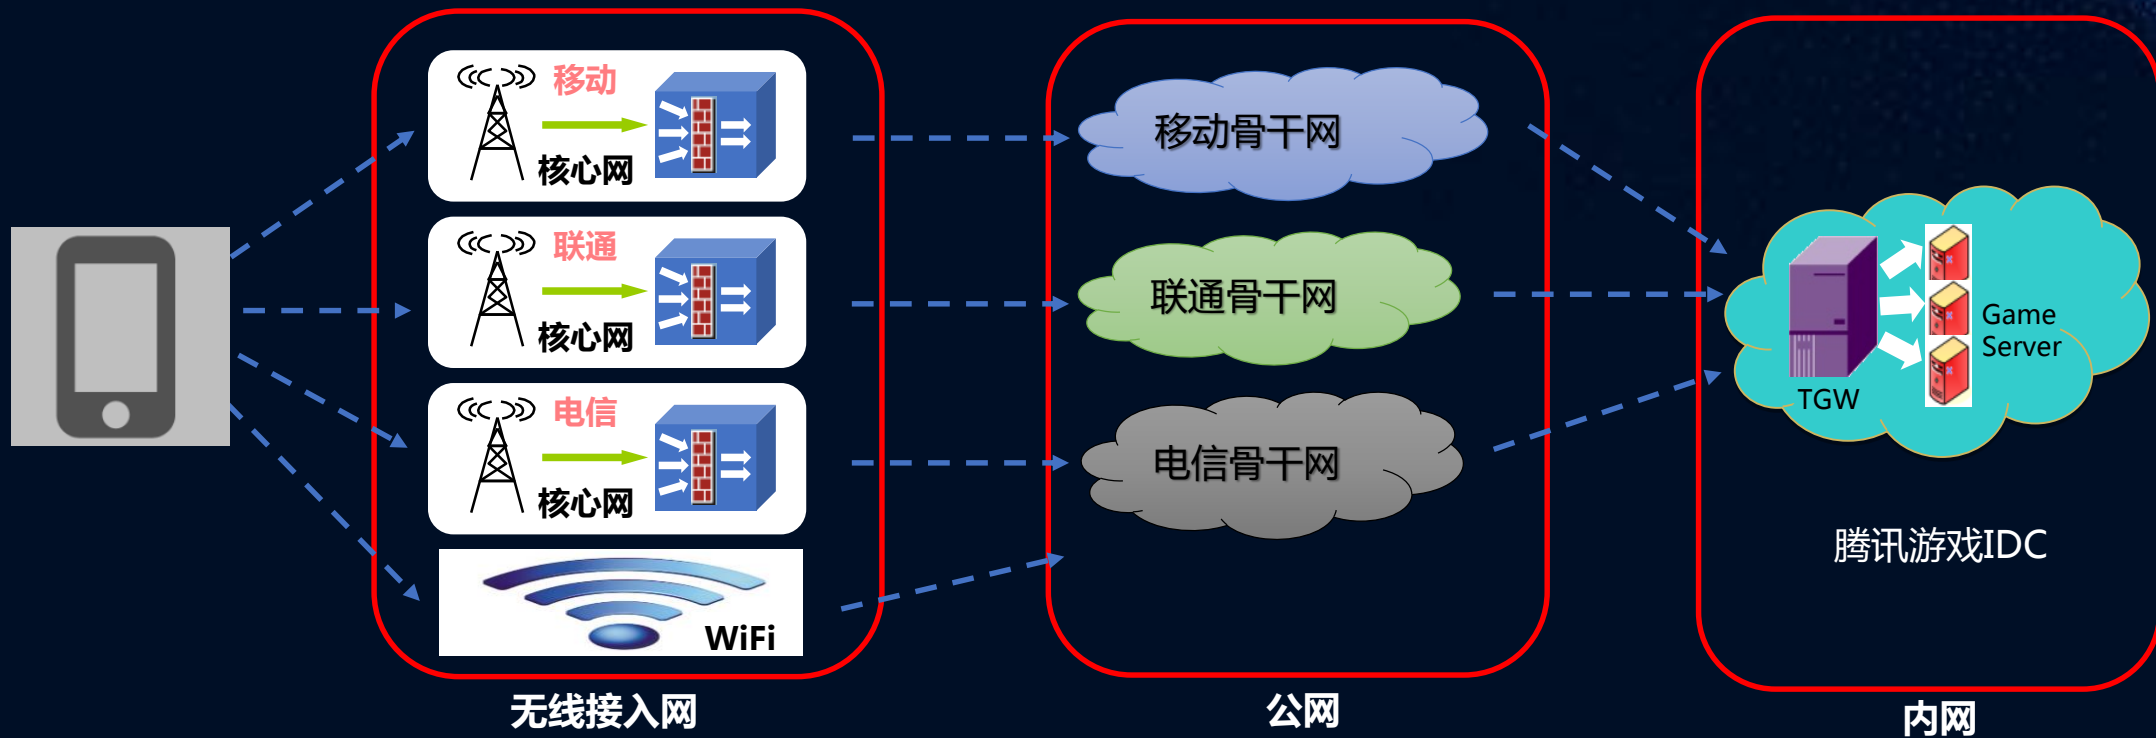 移动
核心网
联通
核心网
电信
核心网
WiFi
无线接入网
移动骨干网
联通骨干网
电信骨干网
公网
Game
Server
TGW
腾讯游戏IDC
内网